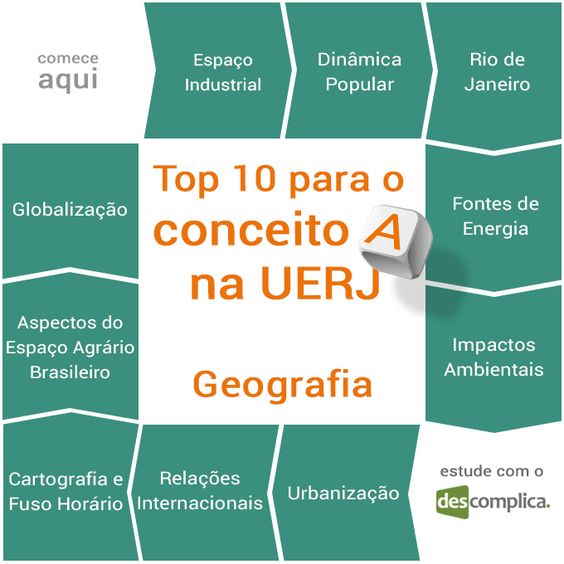 comece
aqui
Espaço
Industrial
Dinâmica
Popular
Rio de
Janeiro
Fontes de
Energia
Impactos
Ambientais
estude com o
descomplica.
Urbanização
Relações
Internacionais
Cartografia e
Fuso Horário
Aspectos do
Espaço Agrário
Brasileiro
Globalização
Top 10 para o
conceito A
na UERJ
Geografia